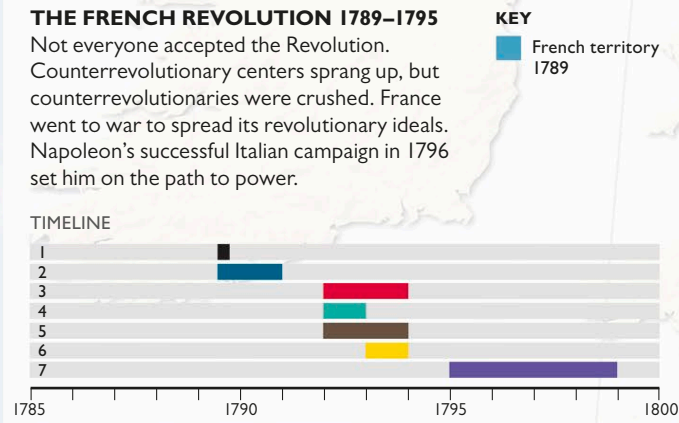 THE FRENCH REVOLUTION 1789–1795
Not everyone accepted the Revolution.
Counterrevolutionary centers sprang up, but
counterrevolutionaries were crushed. France
went to war to spread its revolutionary ideals.
Napoleon’s successful Italian campaign in 1796
set him on the path to power.
KEY
French territory
1789
TIMELINE
1
2
3
4
5
6
7
1785 1790 1795 1800